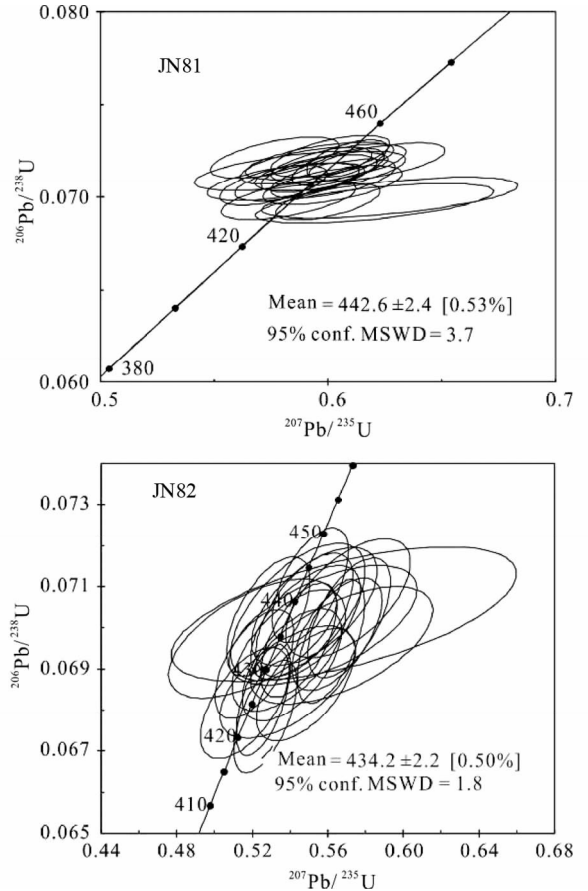 0.080
JN81
460
0.070
420
Mean = 442.6 ±2.4 [0.53%]
95% conf. MSWD = 3.7
380
0.060
0.5
0.6
0.7
²⁰⁶Pb/²³⁸U
²⁰⁷Pb/²³⁵U
JN82
0.073
450
0.071
440
0.069
430
420
0.067
Mean = 434.2 ±2.2 [0.50%]
95% conf. MSWD = 1.8
410
0.065
0.44
0.48
0.52
0.56
0.60
0.64
0.68
²⁰⁶Pb/²³⁸U
²⁰⁷Pb/²³⁵U